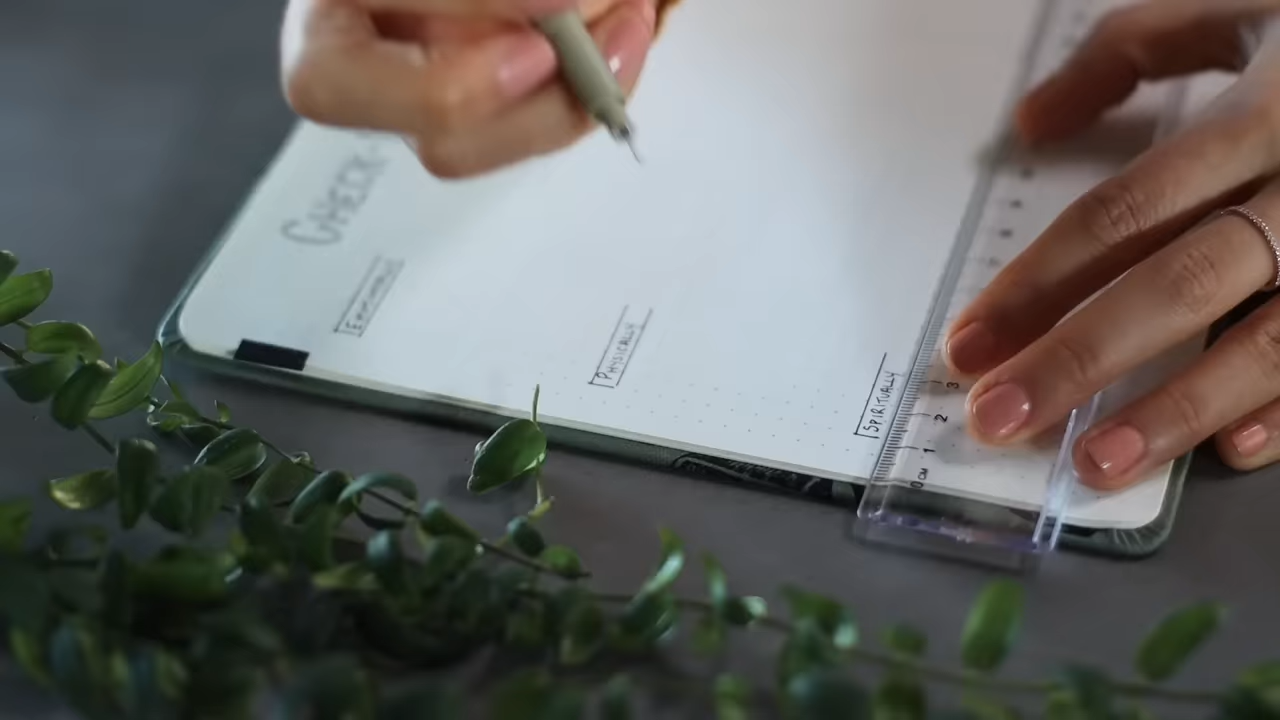 CHECK-
EMOTIONALLY
PHYSICALLY
SPIRITUALLY
0 CM 1 2 3